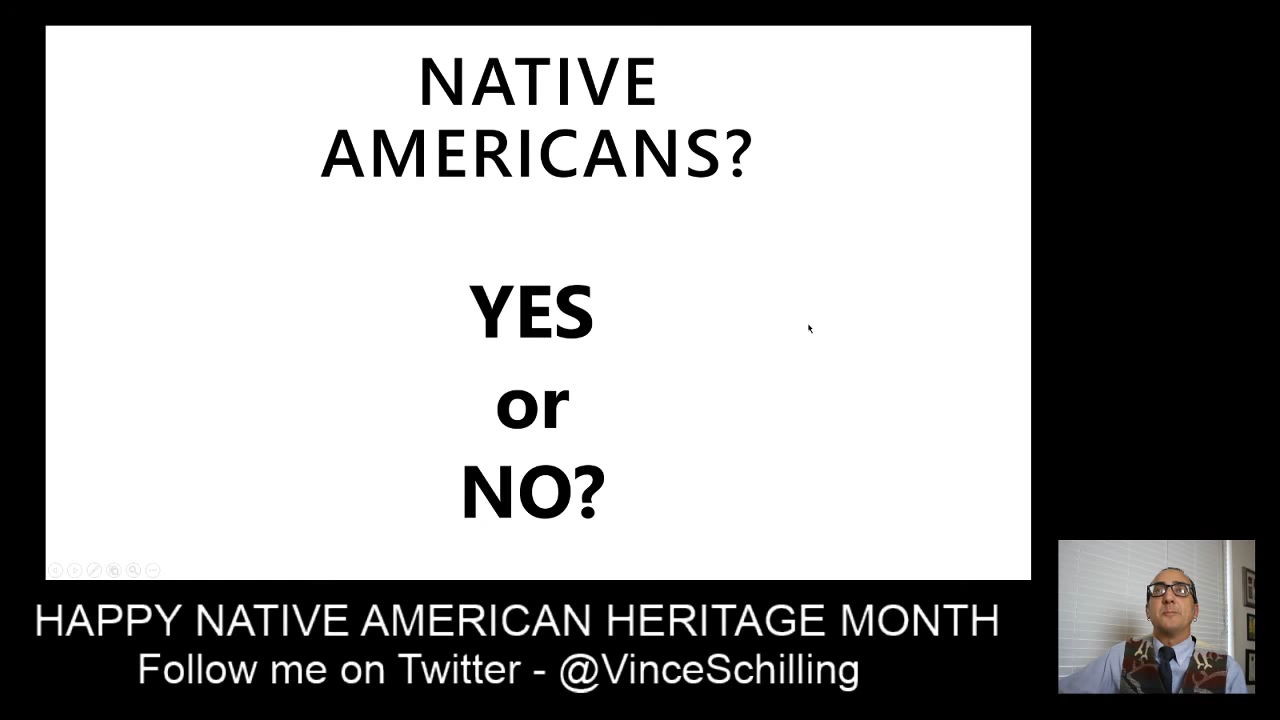 NATIVE
AMERICANS?
YES
or
NO?
HAPPY NATIVE AMERICAN HERITAGE MONTH
Follow me on Twitter - @VinceSchilling